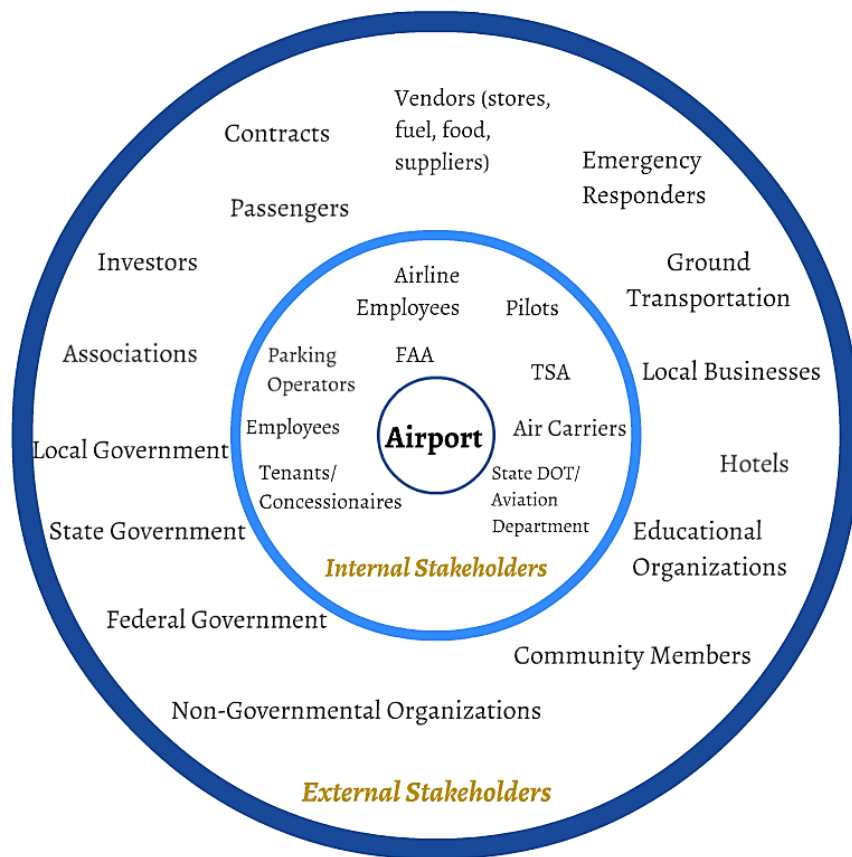 Vendors (stores,
fuel, food,
suppliers)
Contracts
Emergency
Responders
Passengers
Investors
Ground
Transportation
Airline
Employees
Pilots
Associations
Parking
Operators
FAA
TSA
Local Businesses
Employees
Airport
Air Carriers
Local Government
Hotels
Tenants/
Concessionaires
State DOT/
Aviation
Department
State Government
Educational
Organizations
Internal Stakeholders
Federal Government
Community Members
Non-Governmental Organizations
External Stakeholders